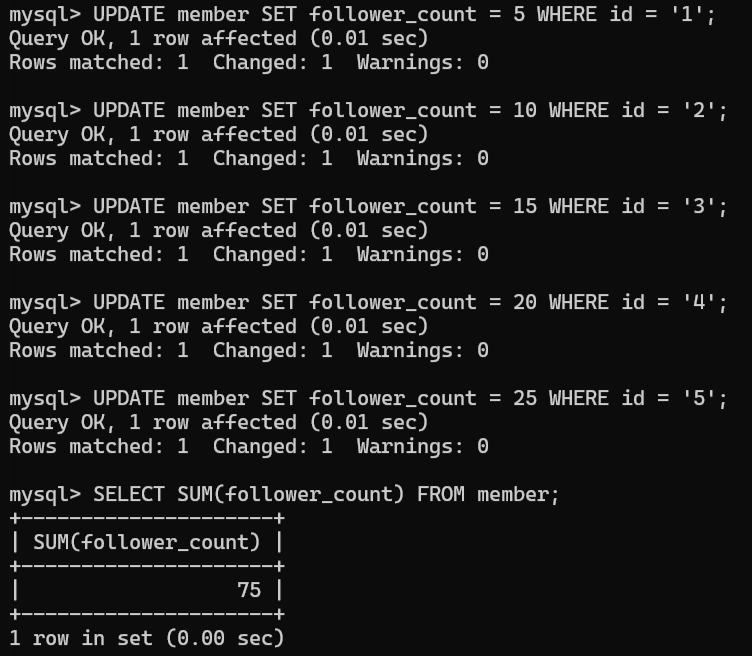 mysql> UPDATE member SET follower_count = 5 WHERE id = '1';
Query OK, 1 row affected (0.01 sec)
Rows matched: 1  Changed: 1  Warnings: 0

mysql> UPDATE member SET follower_count = 10 WHERE id = '2';
Query OK, 1 row affected (0.01 sec)
Rows matched: 1  Changed: 1  Warnings: 0

mysql> UPDATE member SET follower_count = 15 WHERE id = '3';
Query OK, 1 row affected (0.01 sec)
Rows matched: 1  Changed: 1  Warnings: 0

mysql> UPDATE member SET follower_count = 20 WHERE id = '4';
Query OK, 1 row affected (0.01 sec)
Rows matched: 1  Changed: 1  Warnings: 0

mysql> UPDATE member SET follower_count = 25 WHERE id = '5';
Query OK, 1 row affected (0.01 sec)
Rows matched: 1  Changed: 1  Warnings: 0

mysql> SELECT SUM(follower_count) FROM member;
+---------------------+
| SUM(follower_count) |
+---------------------+
|                  75 |
+---------------------+
1 row in set (0.00 sec)